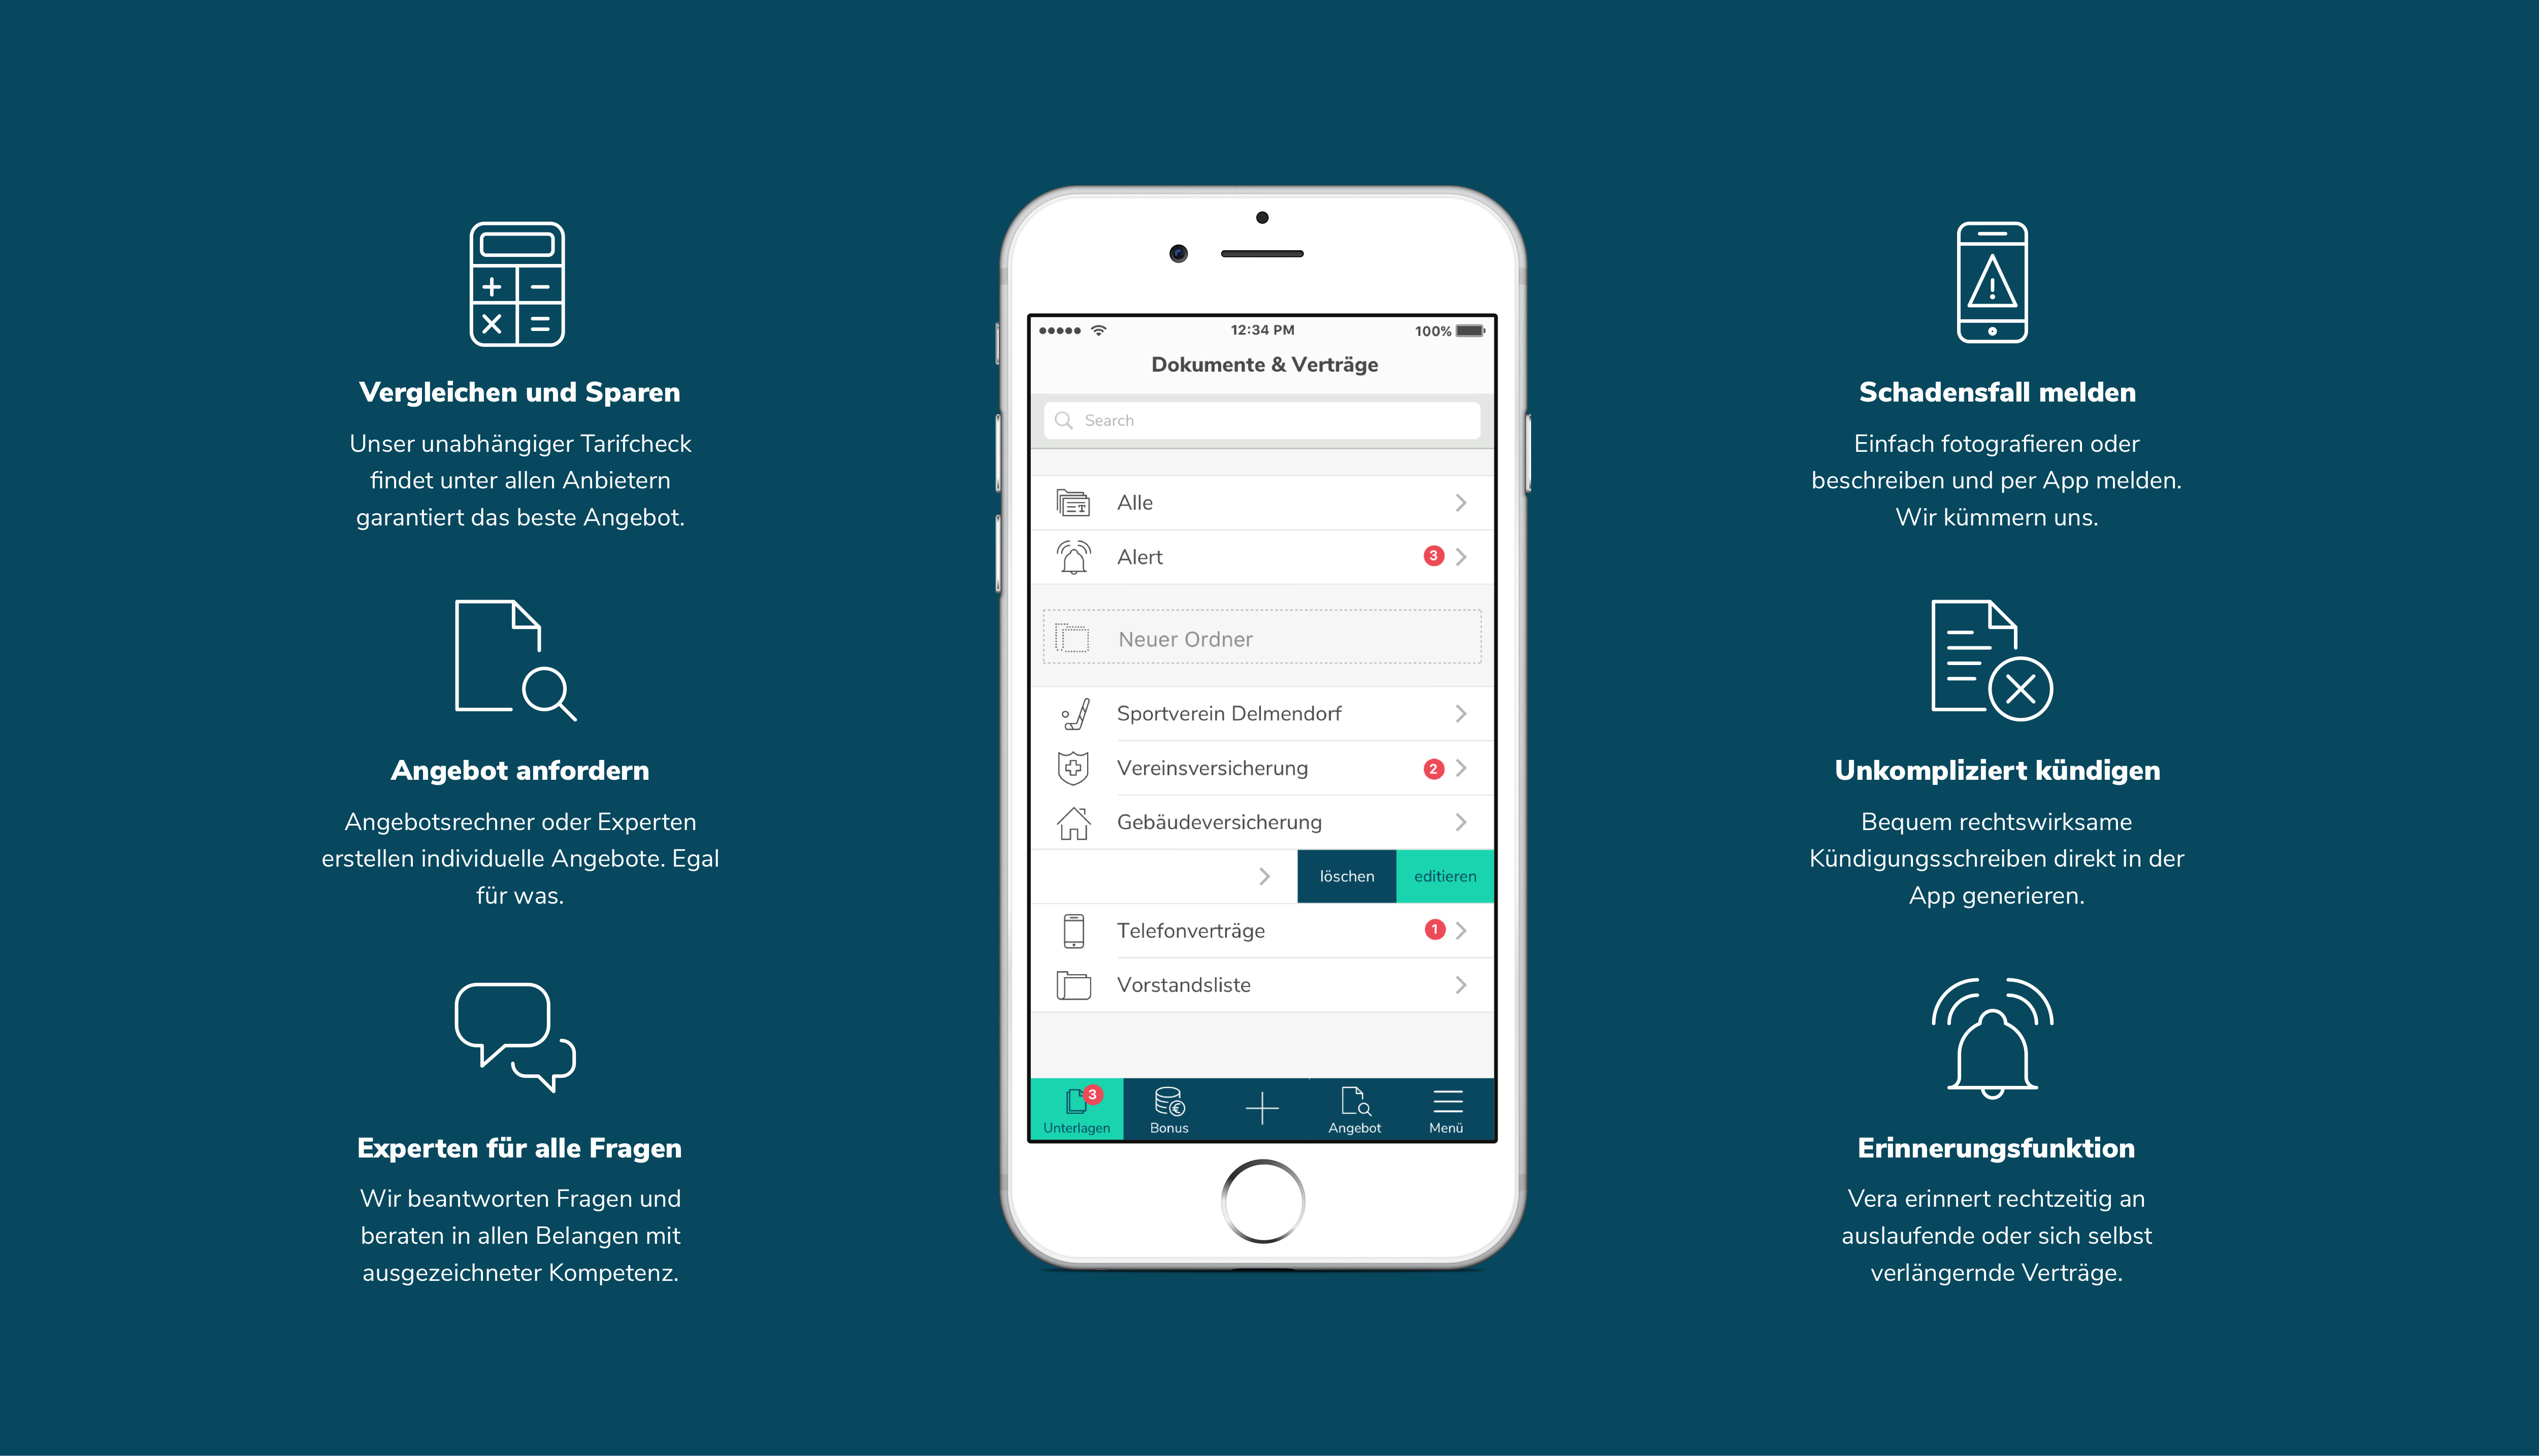 Vergleichen und Sparen
Unser unabhängiger Tarifcheck
findet unter allen Anbietern
garantiert das beste Angebot.
Angebot anfordern
Angebotsrechner oder Experten
erstellen individuelle Angebote. Egal
für was.
Experten für alle Fragen
Wir beantworten Fragen und
beraten in allen Belangen mit
ausgezeichneter Kompetenz.
12:34 PM
100%
Dokumente & Verträge
Search
Alle
Alert 3
Neuer Ordner
Sportverein Delmendorf
Vereinsversicherung 2
Gebäudeversicherung
löschen editieren
Telefonverträge 1
Vorstandsliste
3
Unterlagen Bonus Angebot Menü
Schadensfall melden
Einfach fotografieren oder
beschreiben und per App melden.
Wir kümmern uns.
Unkompliziert kündigen
Bequem rechtswirksame
Kündigungsschreiben direkt in der
App generieren.
Erinnerungsfunktion
Vera erinnert rechtzeitig an
auslaufende oder sich selbst
verlängernde Verträge.